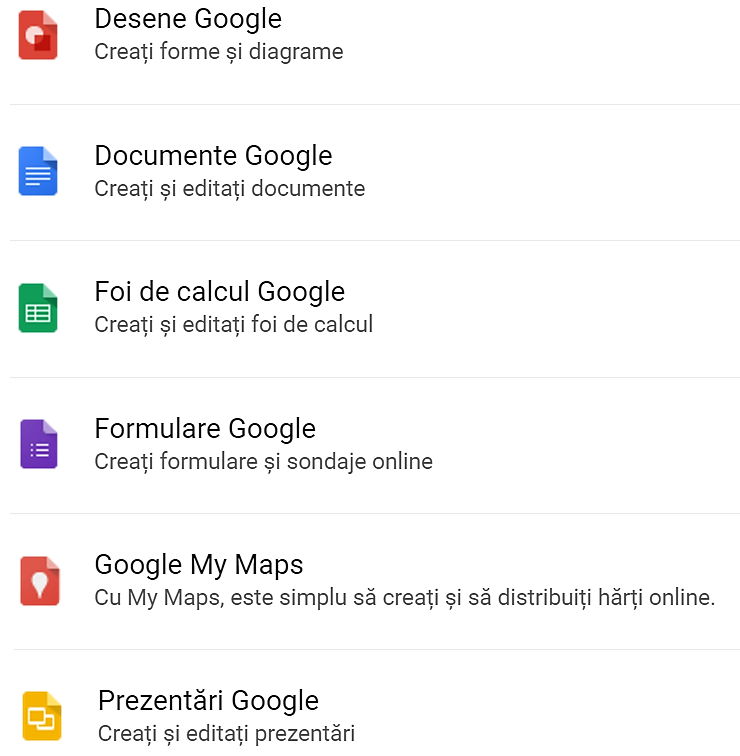 Desene Google
Creați forme și diagrame
Documente Google
Creați și editați documente
Foi de calcul Google
Creați și editați foi de calcul
Formulare Google
Creați formulare și sondaje online
Google My Maps
Cu My Maps, este simplu să creați și să distribuiți hărți online.
Prezentări Google
Creați și editați prezentări